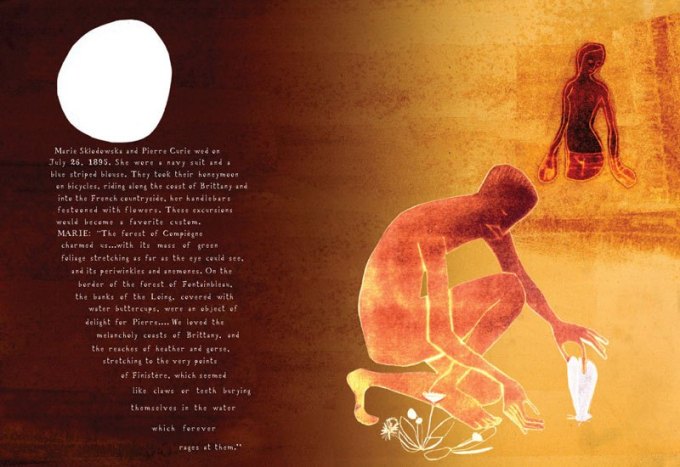 Marie Skłodowska and Pierre Curie wed on
July 26, 1895. She wore a navy suit and a
blue striped blouse. They took their honeymoon
on bicycles, riding along the coast of Brittany and
into the French countryside, her handlebars
festooned with flowers. These excursions
would become a favorite custom.
MARIE: "The forest of Compiègne
charmed us...with its mass of green
foliage stretching as far as the eye could see,
and its periwinkles and anemones. On the
border of the forest of Fontainbleau,
the banks of the Loing, covered with
water buttercups, were an object of
delight for Pierre.... We loved the
melancholy coasts of Brittany, and
the reaches of heather and gorse,
stretching to the very points
of Finistère, which seemed
like claws or teeth burying
themselves in the water
which forever
rages at them."